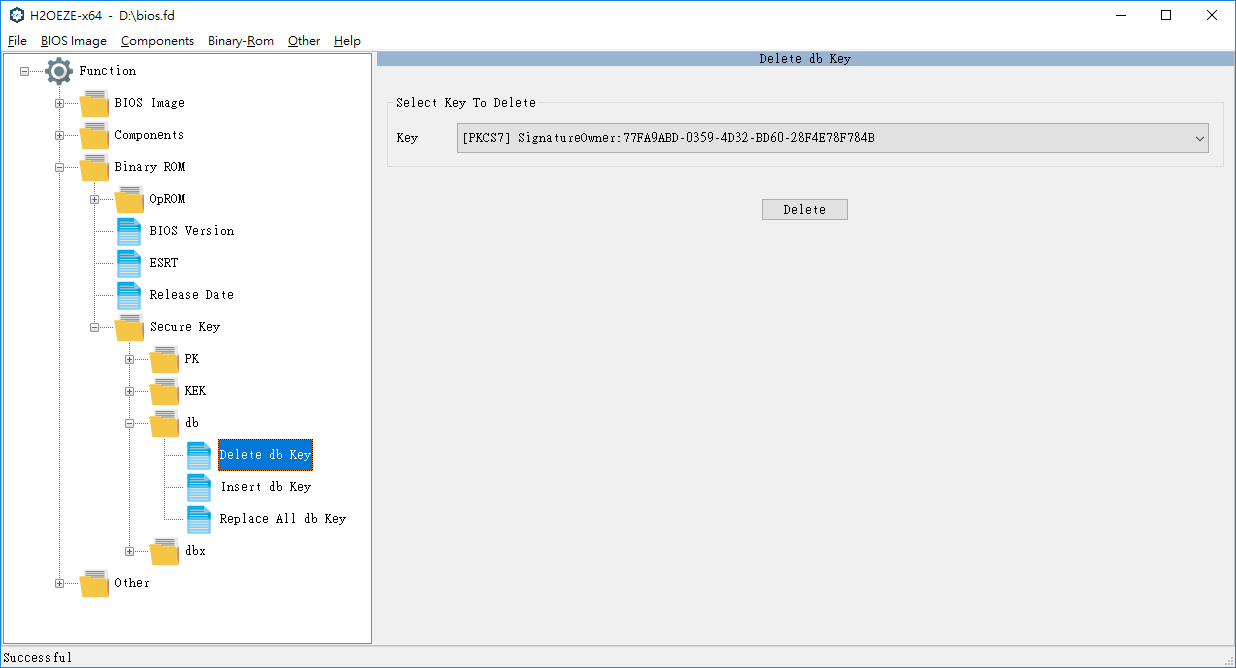 H2OEZE-x64 - D:\bios.fd
File BIOS Image Components Binary-Rom Other Help
Function
BIOS Image
Components
Binary ROM
OpROM
BIOS Version
ESRT
Release Date
Secure Key
PK
KEK
db
Delete db Key
Insert db Key
Replace All db Key
dbx
Other
Delete db Key
Select Key To Delete
Key [PKCS7] SignatureOwner:77FA9ABD-0359-4D32-BD60-28F4E78F784B
Delete
Successful